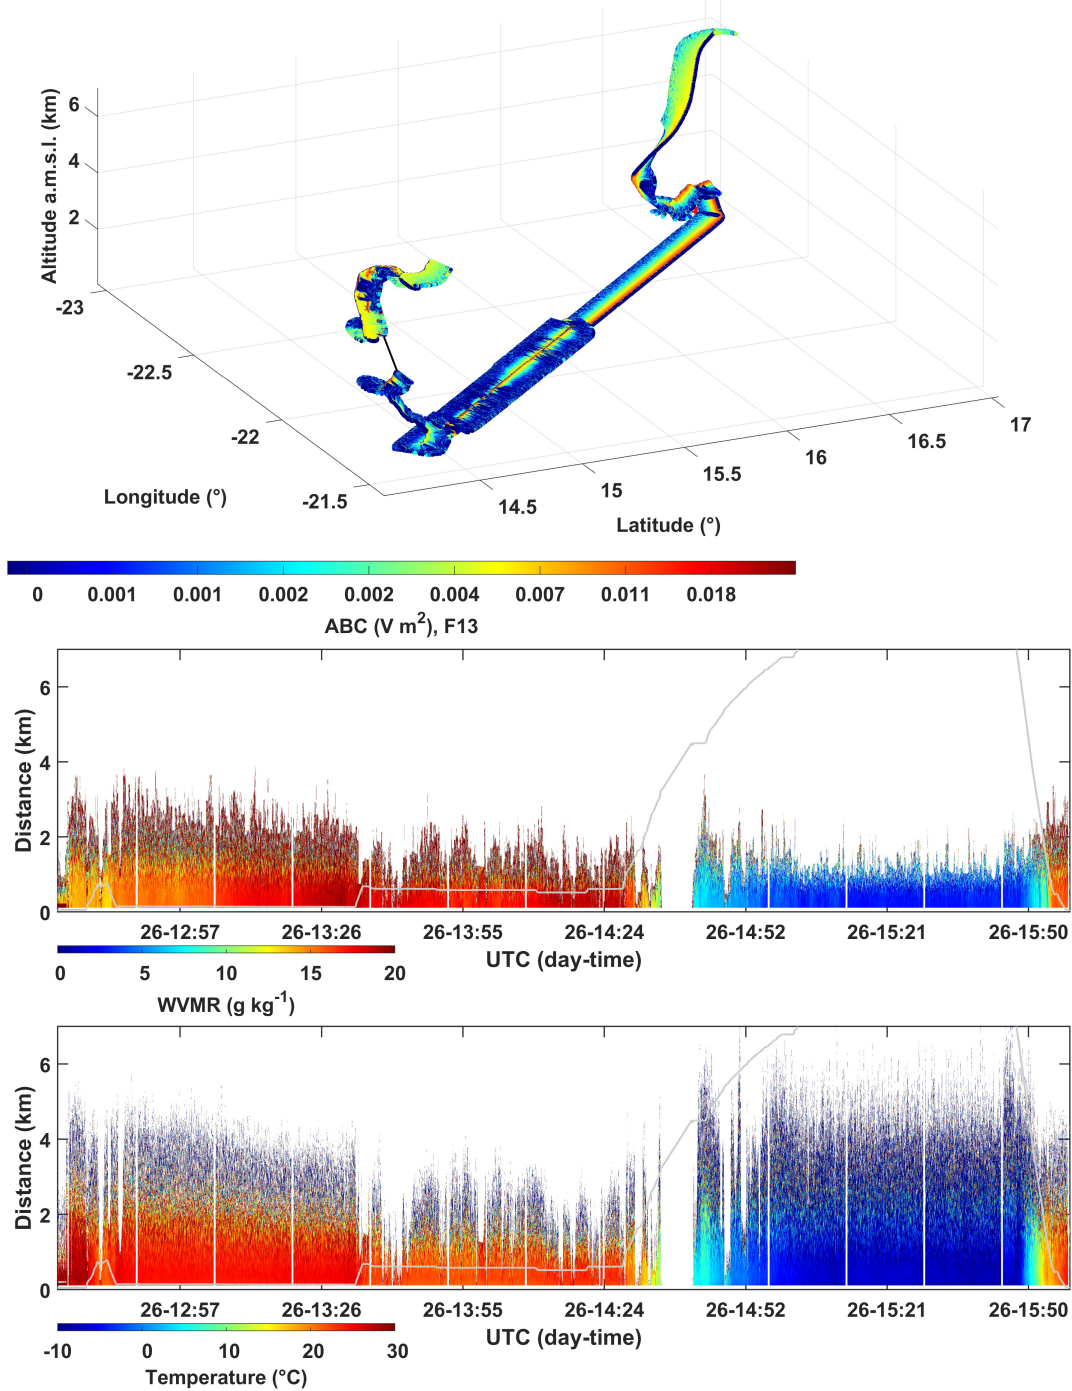 Altitude a.m.s.l. (km)
6
4
2
-23
-22.5
-22
-21.5
Longitude (°)
14.5
15
15.5
16
16.5
17
Latitude (°)
0 0.001 0.001 0.002 0.002 0.004 0.007 0.011 0.018
ABC (V m2), F13
Distance (km)
6
4
2
0
26-12:57 26-13:26 26-13:55 26-14:24 26-14:52 26-15:21 26-15:50
UTC (day-time)
0 5 10 15 20
WVMR (g kg-1)
Distance (km)
6
4
2
0
26-12:57 26-13:26 26-13:55 26-14:24 26-14:52 26-15:21 26-15:50
UTC (day-time)
-10 0 10 20 30
Temperature (°C)